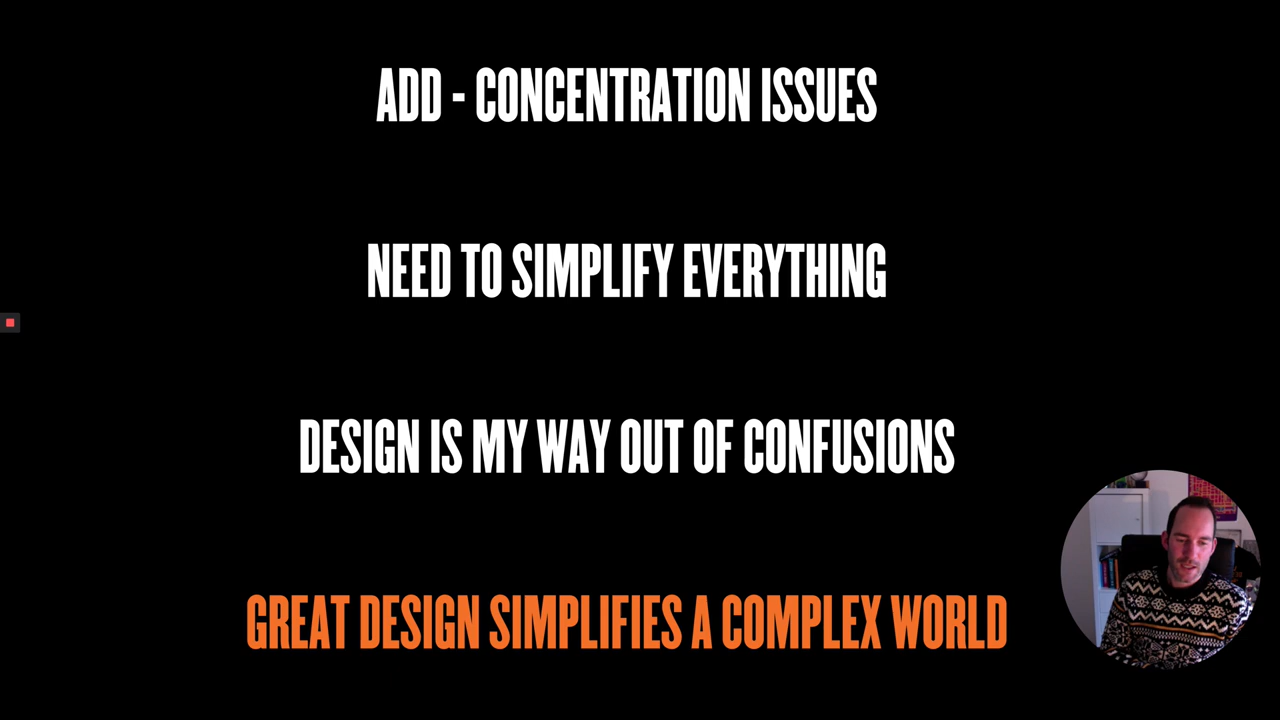 ADD - CONCENTRATION ISSUES
NEED TO SIMPLIFY EVERYTHING
DESIGN IS MY WAY OUT OF CONFUSIONS
GREAT DESIGN SIMPLIFIES A COMPLEX WORLD